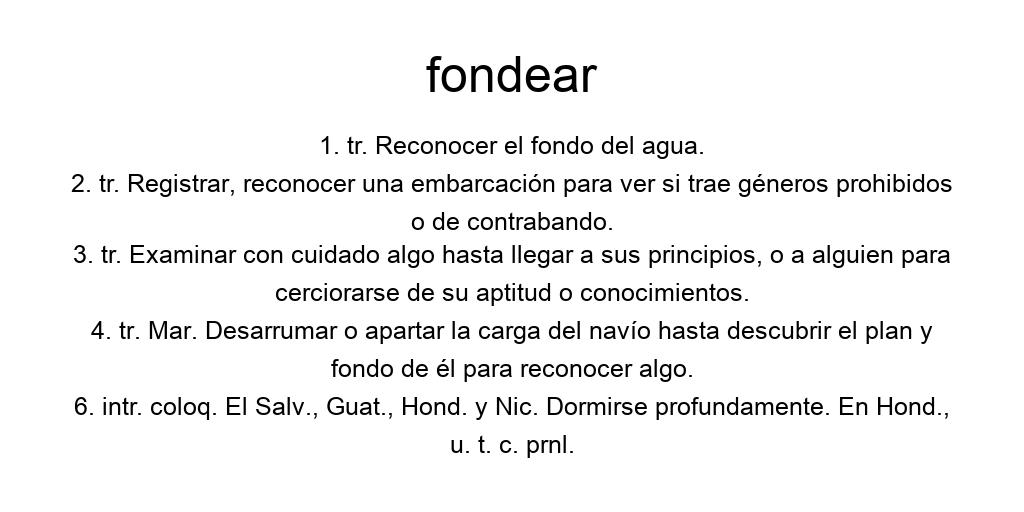 fondear
1. tr. Reconocer el fondo del agua.
2. tr. Registrar, reconocer una embarcación para ver si trae géneros prohibidos
o de contrabando.
3. tr. Examinar con cuidado algo hasta llegar a sus principios, o a alguien para
cerciorarse de su aptitud o conocimientos.
4. tr. Mar. Desarrumar o apartar la carga del navío hasta descubrir el plan y
fondo de él para reconocer algo.
6. intr. coloq. El Salv., Guat., Hond. y Nic. Dormirse profundamente. En Hond.,
u. t. c. prnl.